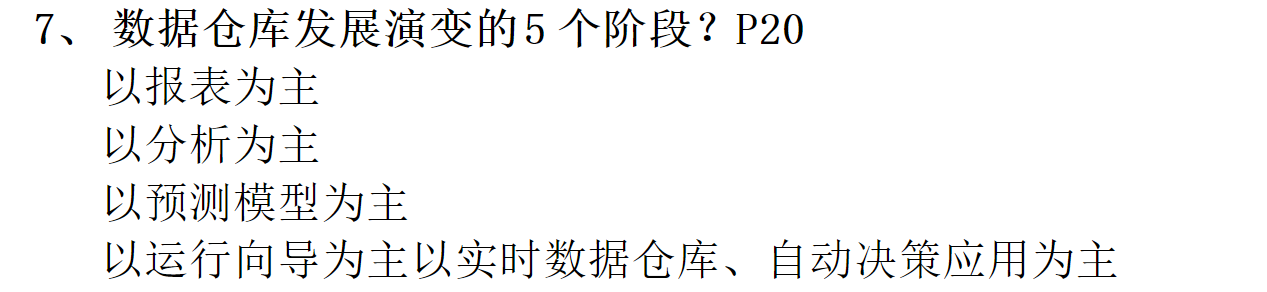 7、 数据仓库发展演变的5 个阶段？P20
以报表为主
以分析为主
以预测模型为主
以运行向导为主以实时数据仓库、自动决策应用为主